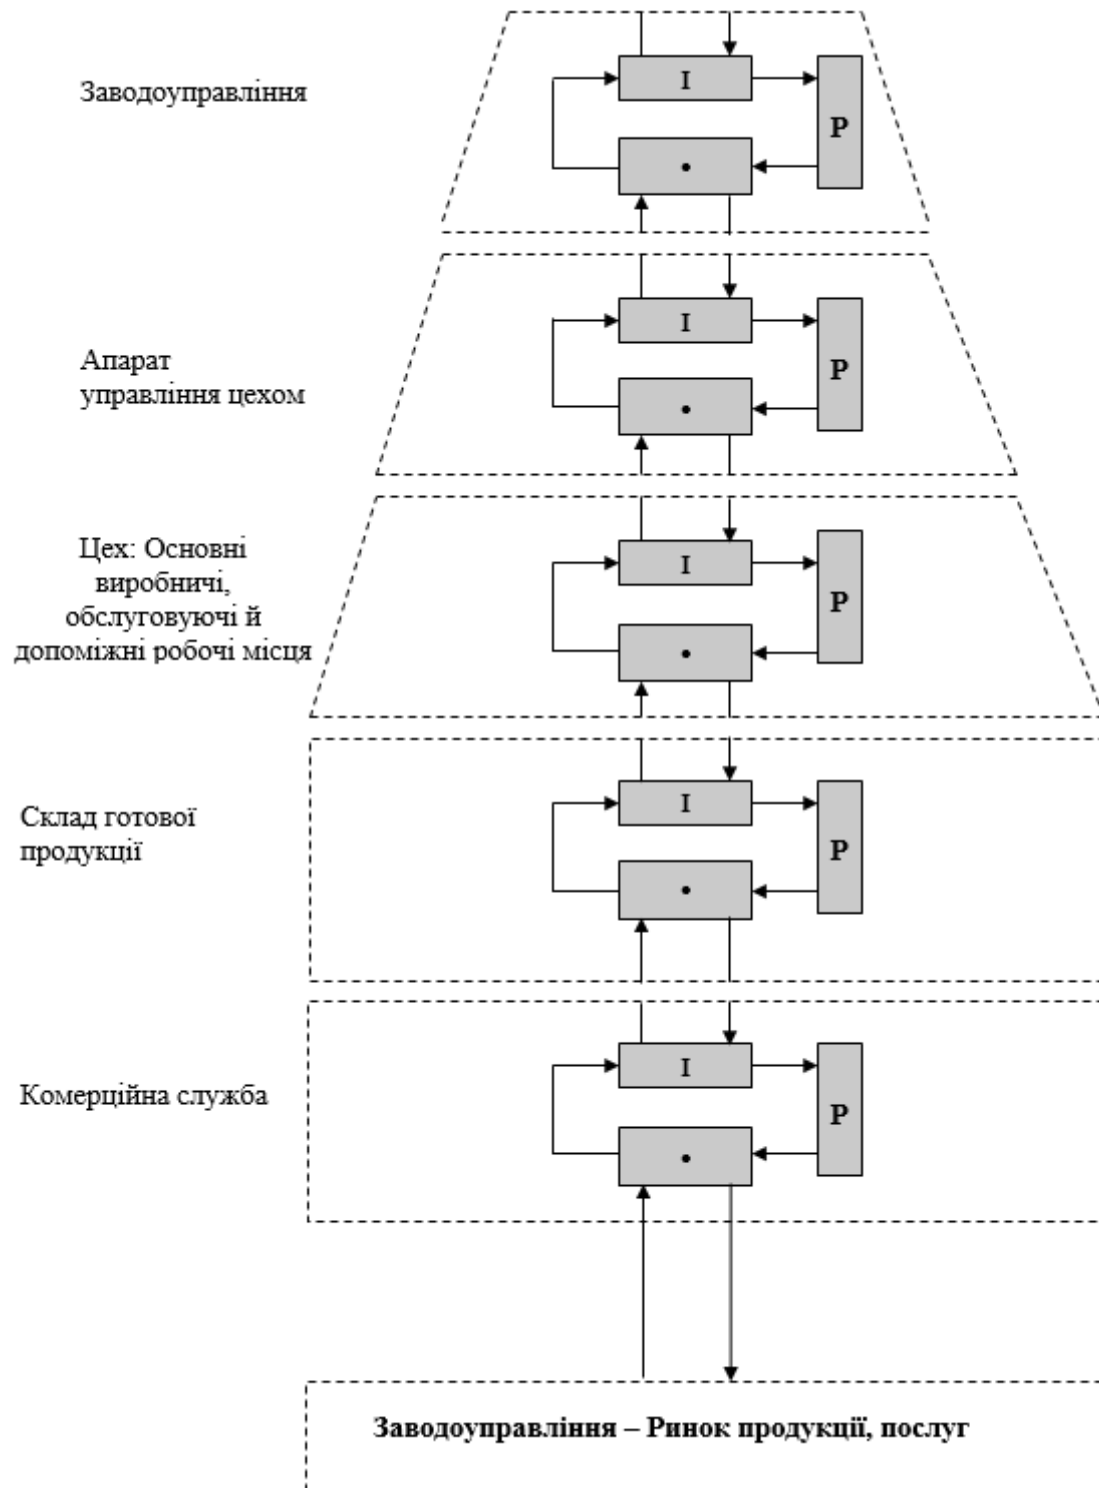 Заводоуправління
І
Р
•
Апарат
управління цехом
І
Р
•
Цех: Основні
виробничі,
обслуговуючі й
допоміжні робочі місця
І
Р
•
Склад готової
продукції
І
Р
•
Комерційна служба
І
Р
•
Заводоуправління – Ринок продукції, послуг